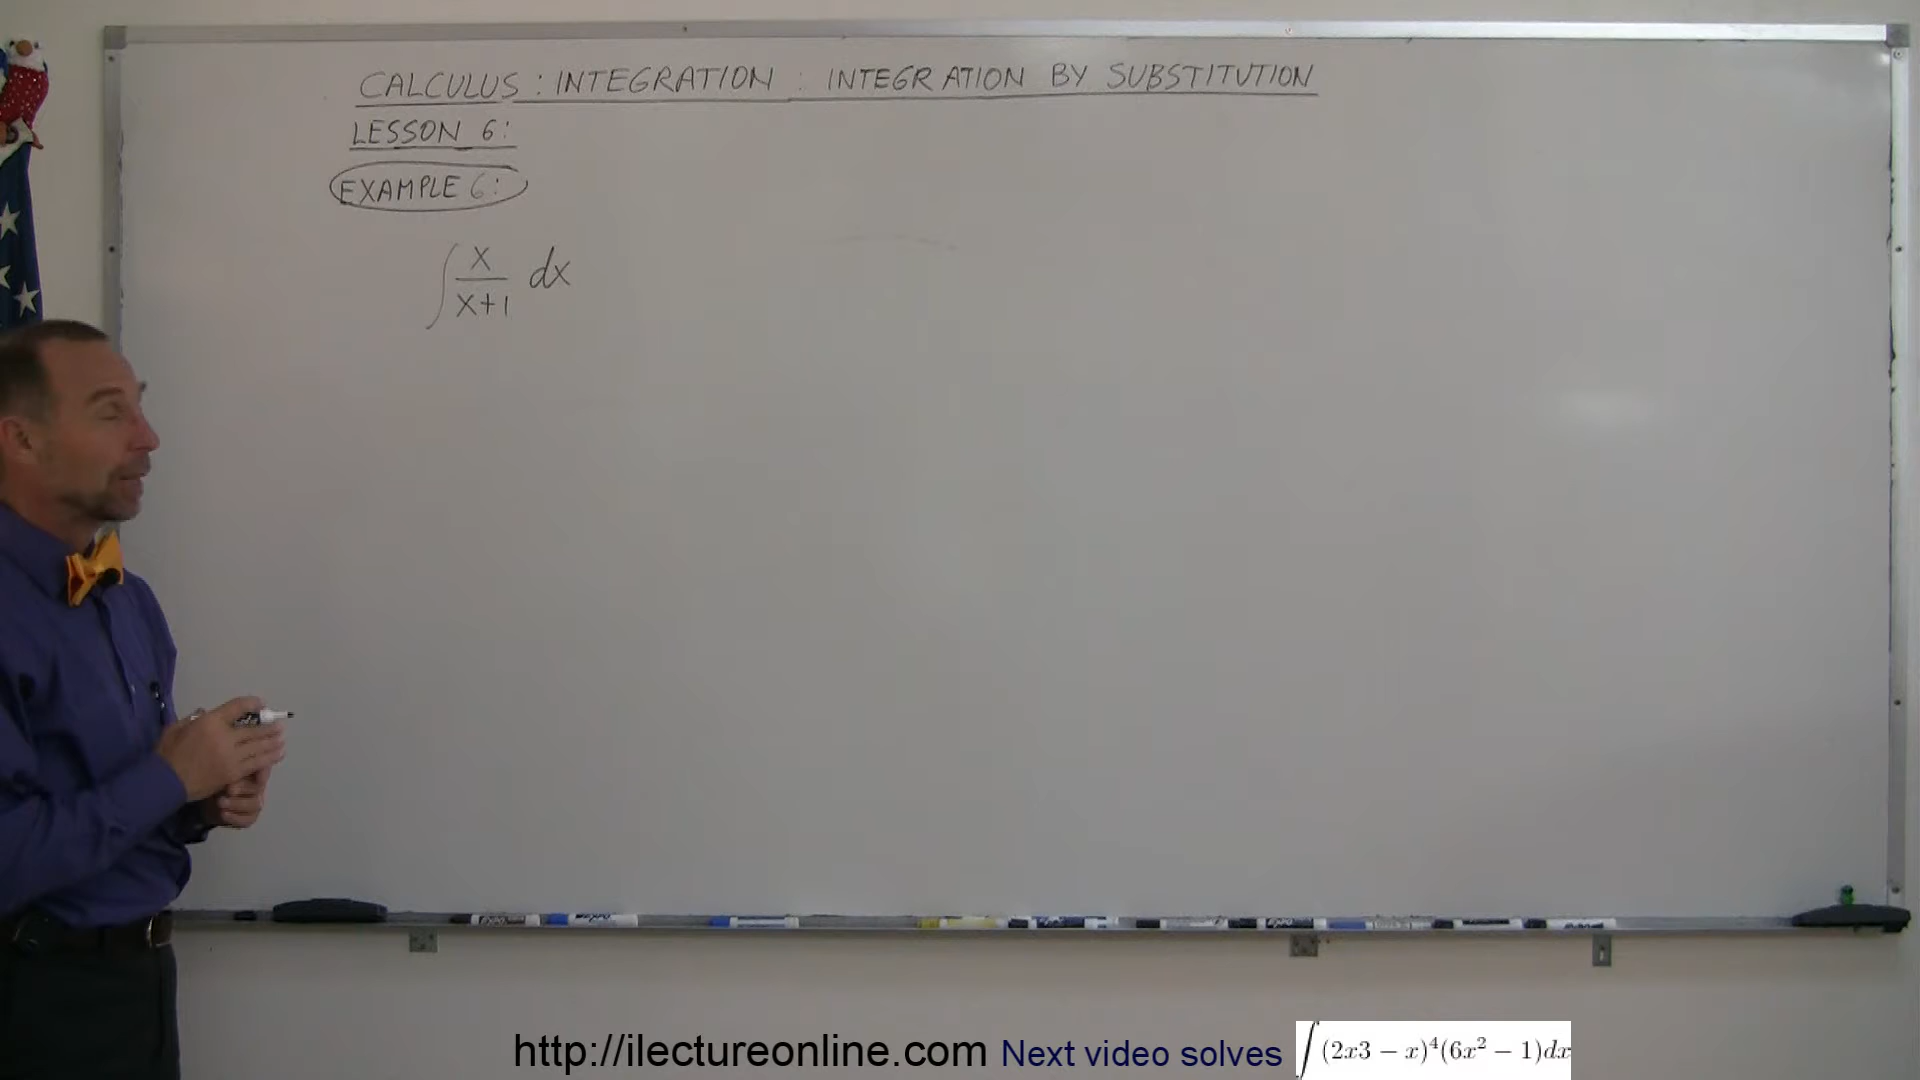 CALCULUS : INTEGRATION : INTEGRATION BY SUBSTITUTION
LESSON 6:
EXAMPLE 6:
∫ x/(x+1) dx
http://ilectureonline.com Next video solves ∫(2x3 − x)⁴(6x² − 1)dx